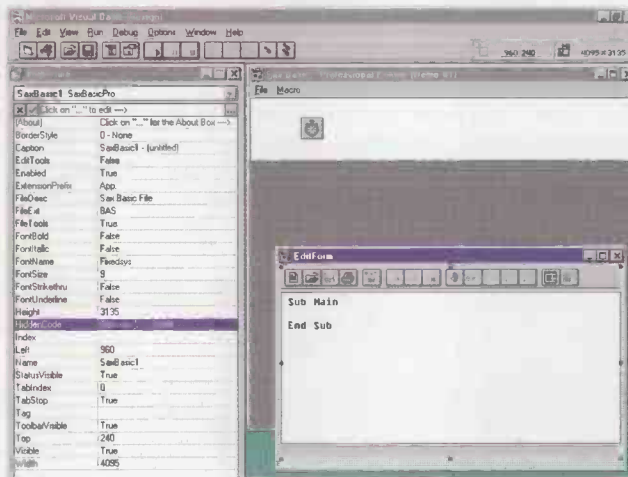 Microsoft Visual Basic
File Edit View Run Debug Options Window Help
960, 240
4095 × 3135
SaxBasic1 SaxBasicPro
Click on "..." to edit --->
(About) Click on "..." for the About Box --->
BorderStyle 0 - None
Caption SaxBasic1 - (untitled)
EditTools False
Enabled True
ExtensionPrefix App.
FileDesc Sax Basic File
FileExt BAS
FileTools True
FontBold False
FontItalic False
FontName Fixedsys
FontSize 9
FontStrikethru False
FontUnderline False
Height 3135
HiddenCode
Index
Left 960
Name SaxBasic1
StatusVisible True
TabIndex 0
TabStop True
Tag
ToolbarVisible True
Top 240
Visible True
Width 4095
Sax Basic - Professional Edition
File Macro
EditForm
Sub Main
End Sub